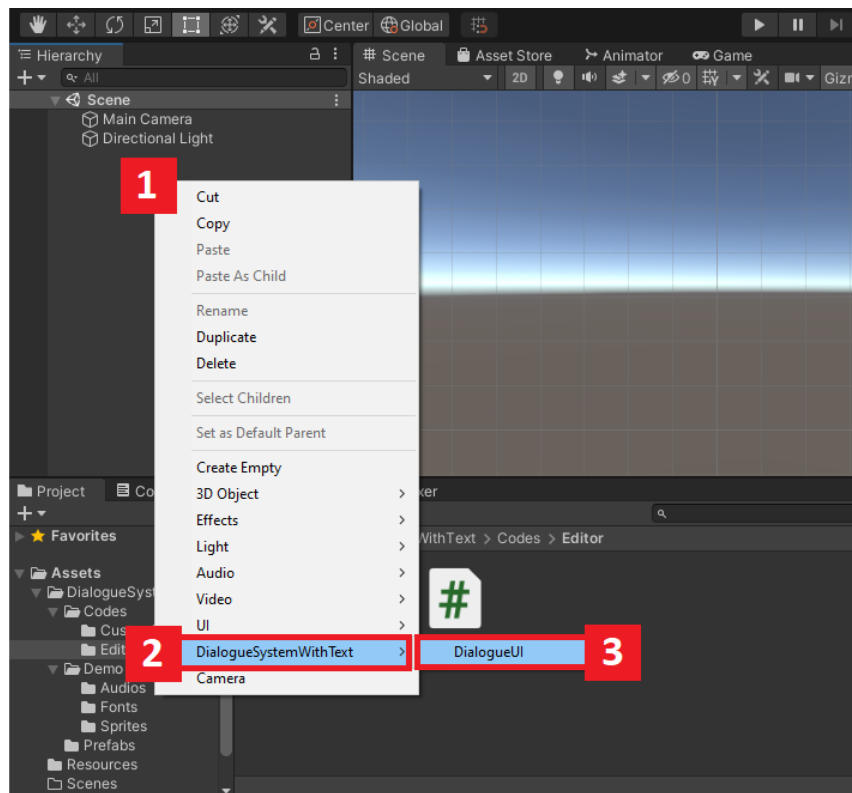 Center Global
Hierarchy
All
Scene
Main Camera
Directional Light
Scene Asset Store Animator Game
Shaded 2D 0
1
Cut
Copy
Paste
Paste As Child
Rename
Duplicate
Delete
Select Children
Set as Default Parent
Create Empty
3D Object
Effects
Light
Audio
Video
UI
2
DialogueSystemWithText
DialogueUI
3
Camera
Project
Favorites
WithText > Codes > Editor
Assets
Codes
Demo
Audios
Fonts
Sprites
Prefabs
Resources
Scenes
#